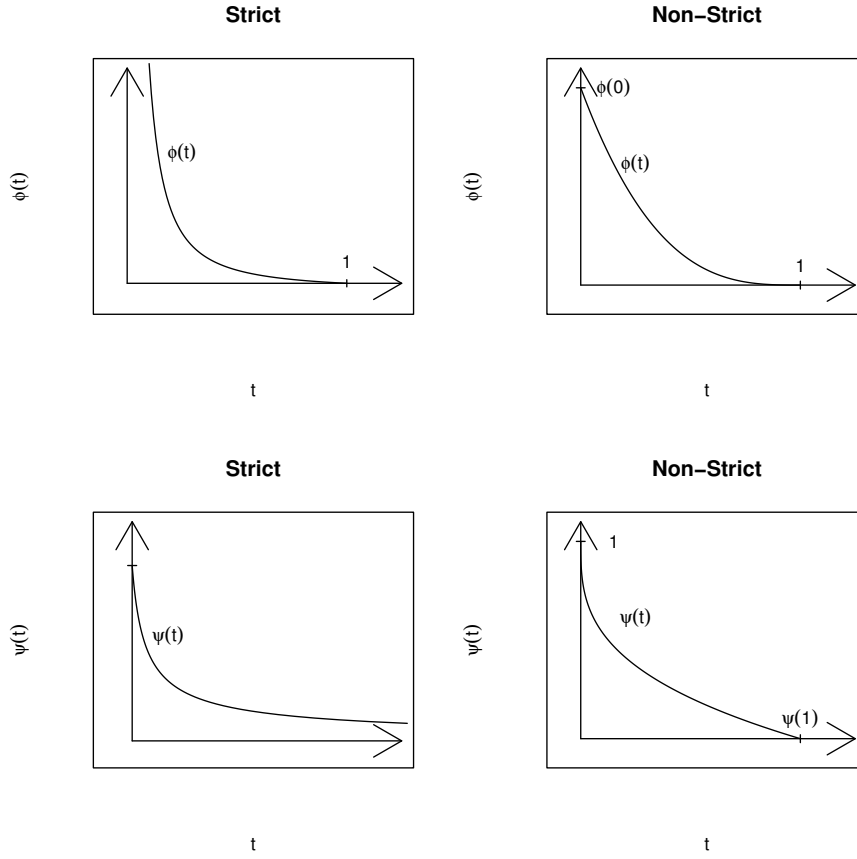 Strict
Non−Strict
ϕ(t)
ϕ(t)
1
t
ϕ(t)
ϕ(0)
ϕ(t)
1
t
Strict
Non−Strict
ψ(t)
ψ(t)
t
ψ(t)
1
ψ(t)
ψ(1)
t